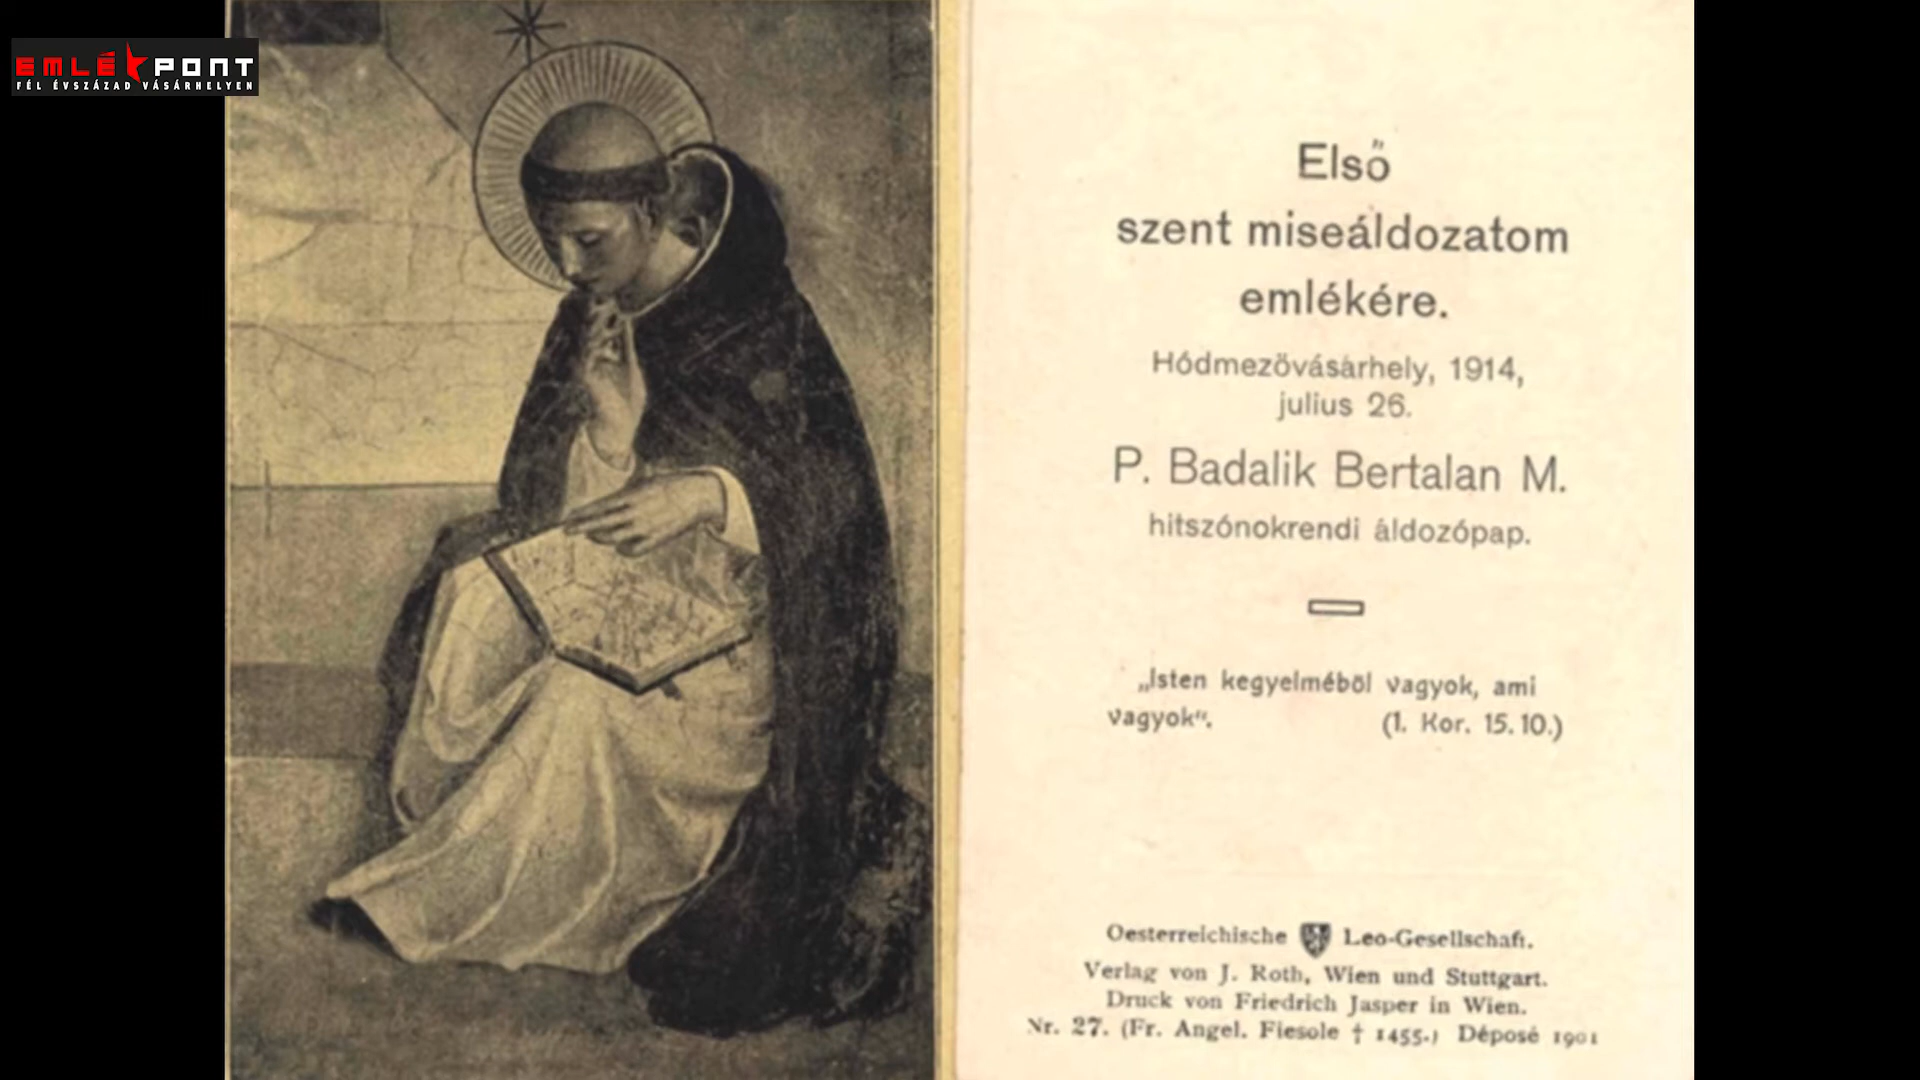 EMLÉKPONT
FÉL ÉVSZÁZAD VÁSÁRHELYEN
Első
szent miseáldozatom
emlékére.
Hódmezövásárhely, 1914,
julius 26.
P. Badalik Bertalan M.
hitszónokrendi áldozópap.
„Isten kegyelméböl vagyok, ami
vagyok“. (1. Kor. 15. 10.)
Oesterreichische Leo-Gesellschaft.
Verlag von J. Roth, Wien und Stuttgart.
Druck von Friedrich Jasper in Wien.
Nr. 27. (Fr. Angel. Fiesole † 1455.) Déposé 1901